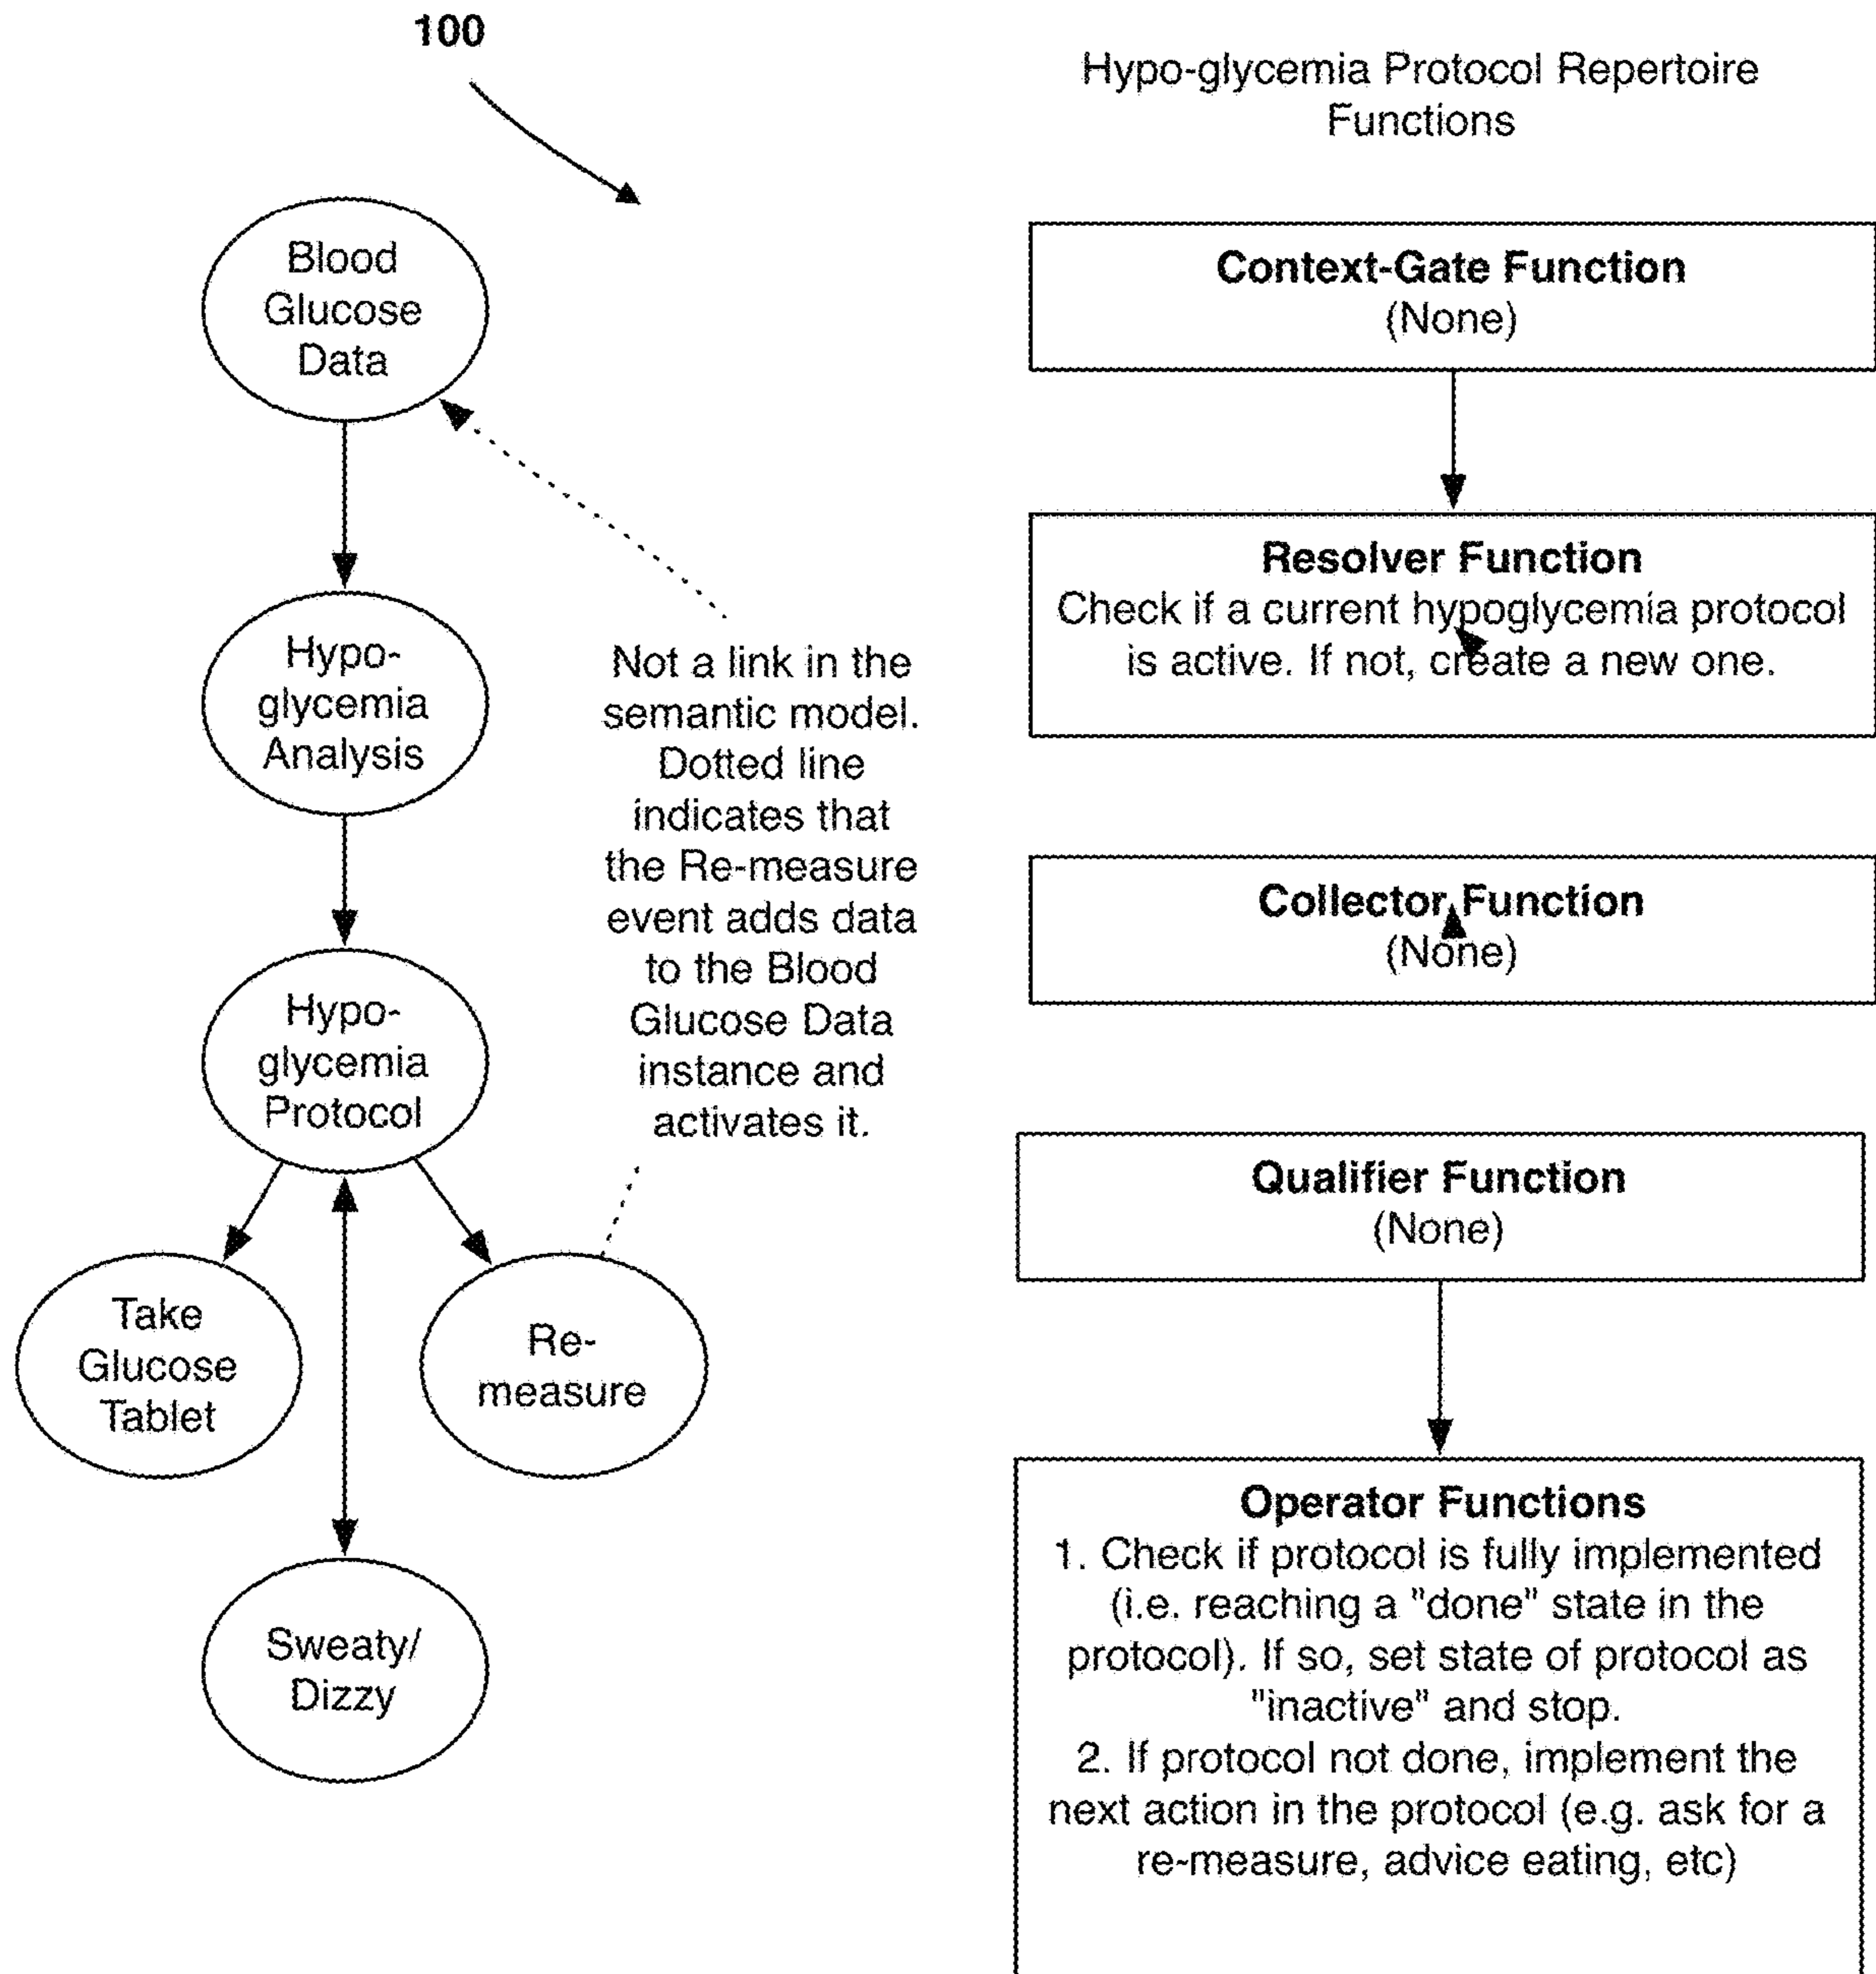 100
Blood
Glucose
Data
Hypo-
glycemia
Analysis
Hypo-
glycemia
Protocol
Take
Glucose
Tablet
Re-
measure
Sweaty/
Dizzy
Not a link in the
semantic model.
Dotted line
indicates that
the Re-measure
event adds data
to the Blood
Glucose Data
instance and
activates it.
Hypo-glycemia Protocol Repertoire
Functions
Context-Gate Function
(None)
Resolver Function
Check if a current hypoglycemia protocol
is active. If not, create a new one.
Collector Function
(None)
Qualifier Function
(None)
Operator Functions
1. Check if protocol is fully implemented
(i.e. reaching a "done" state in the
protocol). If so, set state of protocol as
"inactive" and stop.
2. If protocol not done, implement the
next action in the protocol (e.g. ask for a
re-measure, advice eating, etc)